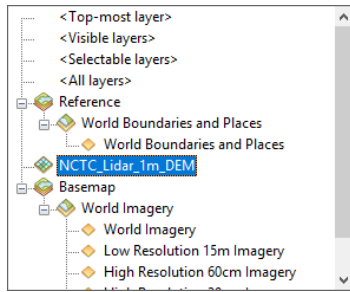 <Top-most layer>
<Visible layers>
<Selectable layers>
<All layers>
Reference
World Boundaries and Places
World Boundaries and Places
NCTC_Lidar_1m_DEM
Basemap
World Imagery
World Imagery
Low Resolution 15m Imagery
High Resolution 60cm Imagery